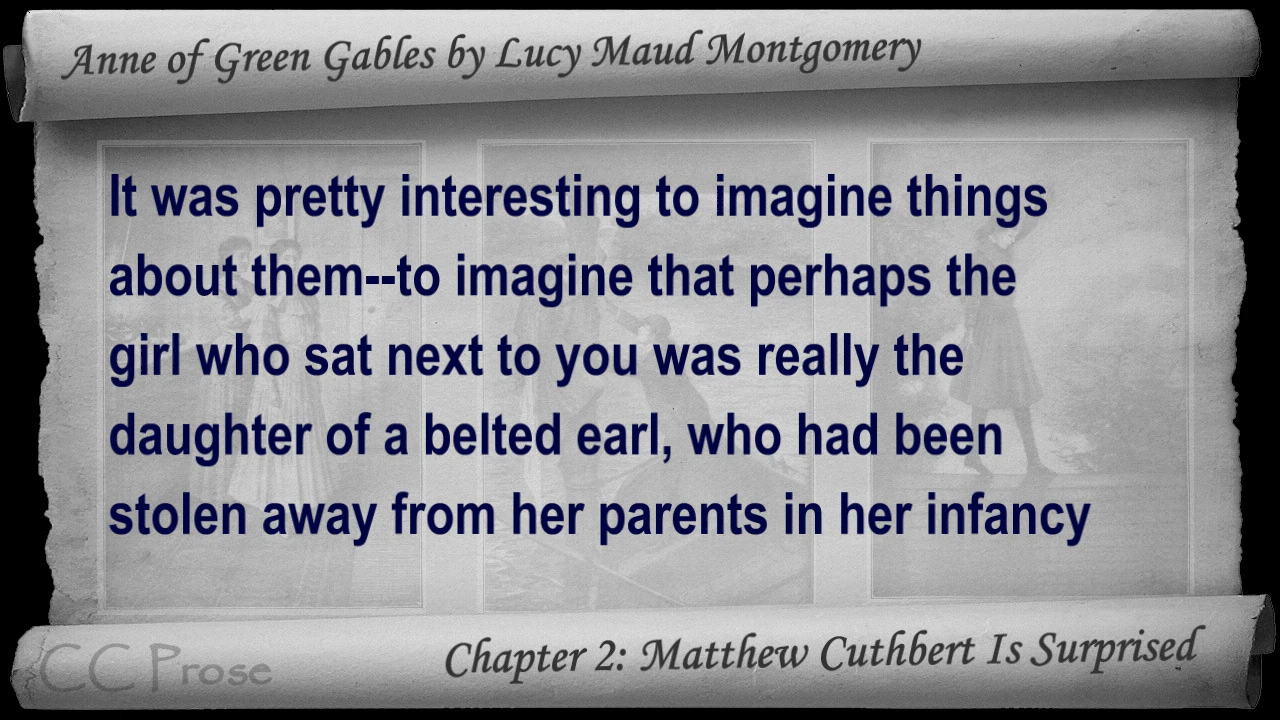 Anne of Green Gables by Lucy Maud Montgomery
It was pretty interesting to imagine things
about them--to imagine that perhaps the
girl who sat next to you was really the
daughter of a belted earl, who had been
stolen away from her parents in her infancy
CC Prose
Chapter 2: Matthew Cuthbert Is Surprised